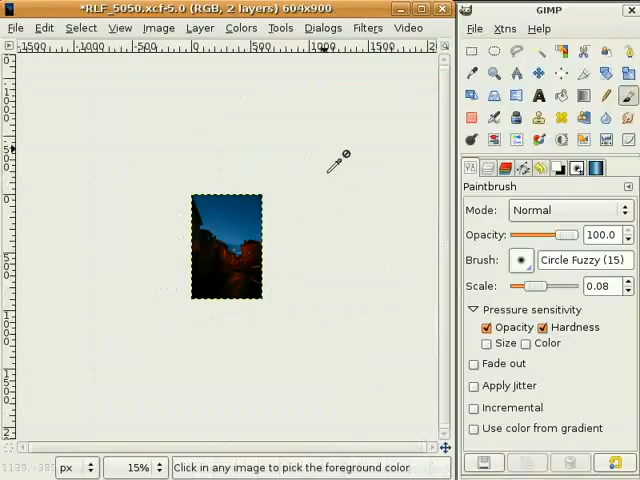 *RLF_5050.xcf-5.0 (RGB, 2 layers) 604x900
File Edit Select View Image Layer Colors Tools Dialogs Filters Video
-1500 -1000 -500 0 500 1000 1500 2
GIMP
File Xtns Help
Paintbrush
Mode: Normal
Opacity: 100.0
Brush: Circle Fuzzy (15)
Scale: 0.08
Pressure sensitivity
Opacity Hardness
Size Color
Fade out
Apply Jitter
Incremental
Use color from gradient
px 15% Click in any image to pick the foreground color